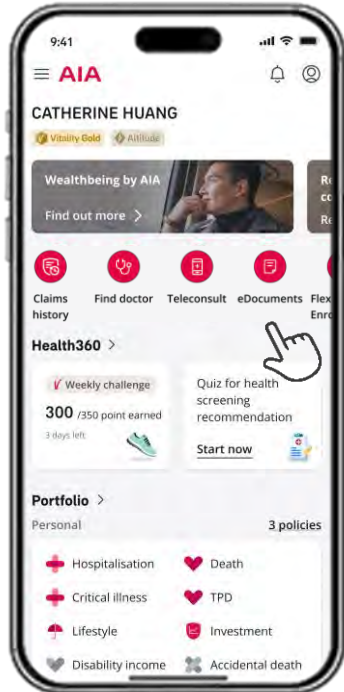 9:41
AIA
CATHERINE HUANG
Vitality Gold Altitude
Wealthbeing by AIA
Find out more >
Claims history
Find doctor
Teleconsult
eDocuments
Health360 >
Weekly challenge
300 /350 point earned
3 days left
Quiz for health
screening
recommendation
Start now
Portfolio >
Personal
3 policies
Hospitalisation
Death
Critical illness
TPD
Lifestyle
Investment
Disability income
Accidental death